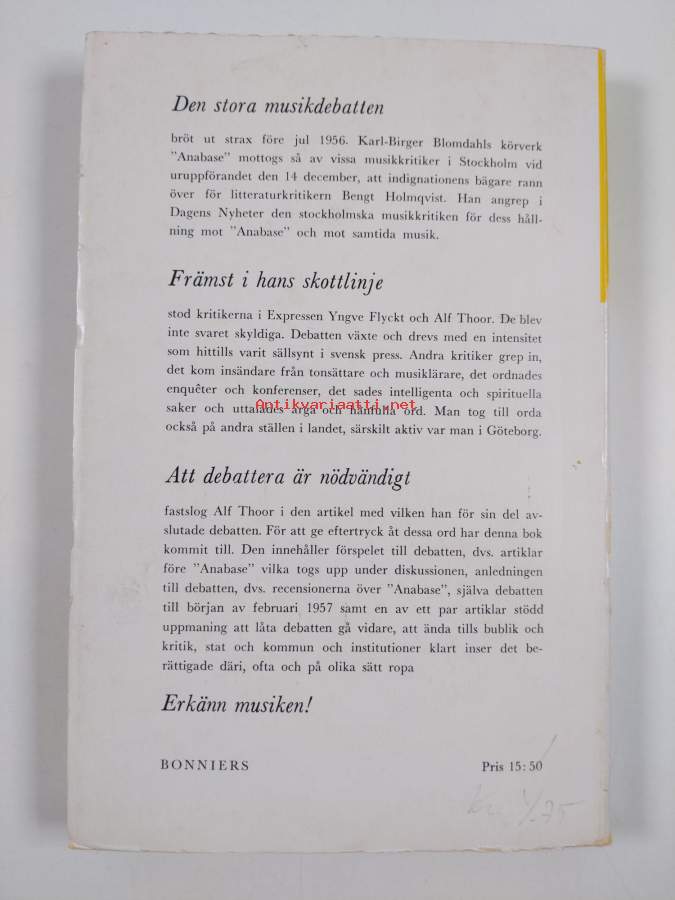 Den stora musikdebatten
bröt ut strax före jul 1956. Karl-Birger Blomdahls körverk
"Anabase" mottogs så av vissa musikkritiker i Stockholm vid
uruppförandet den 14 december, att indignationens bägare rann
över för litteraturkritikern Bengt Holmqvist. Han angrep i
Dagens Nyheter den stockholmska musikkritiken för dess håll-
ning mot "Anabase" och mot samtida musik.
Främst i hans skottlinje
stod kritikerna i Expressen Yngve Flyckt och Alf Thoor. De blev
inte svaret skyldiga. Debatten växte och drevs med en intensitet
som hittills varit sällsynt i svensk press. Andra kritiker grep in,
det kom insändare från tonsättare och musiklärare, det ordnades
enquêter och konferenser, det sades intelligenta och spirituella
saker och uttalades arga och hånfulla ord. Man tog till orda
Antikvariaatti.net
också på andra ställen i landet, särskilt aktiv var man i Göteborg.
Att debattera är nödvändigt
fastslog Alf Thoor i den artikel med vilken han för sin del av-
slutade debatten. För att ge eftertryck åt dessa ord har denna bok
kommit till. Den innehåller förspelet till debatten, dvs. artiklar
före "Anabase" vilka togs upp under diskussionen, anledningen
till debatten, dvs. recensionerna över "Anabase", själva debatten
till början av februari 1957 samt en av ett par artiklar stödd
uppmaning att låta debatten gå vidare, att ända tills bublik och
kritik, stat och kommun och institutioner klart inser det be-
rättigade däri, ofta och på olika sätt ropa
Erkänn musiken!
BONNIERS
Pris 15:50